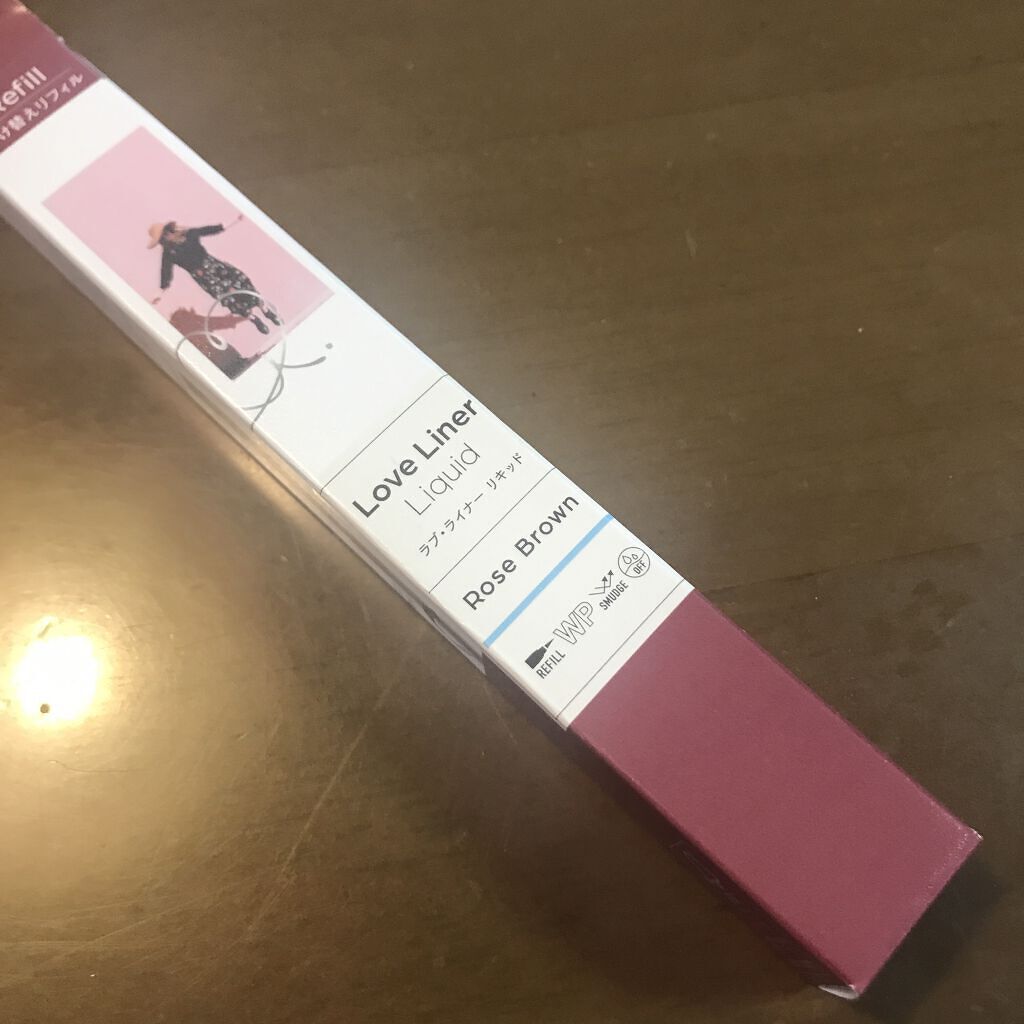 Refill
け替えリフィル
Love Liner
Liquid
ラブ・ライナー リキッド
Rose Brown
REFILL
WP
SMUDGE
OFF